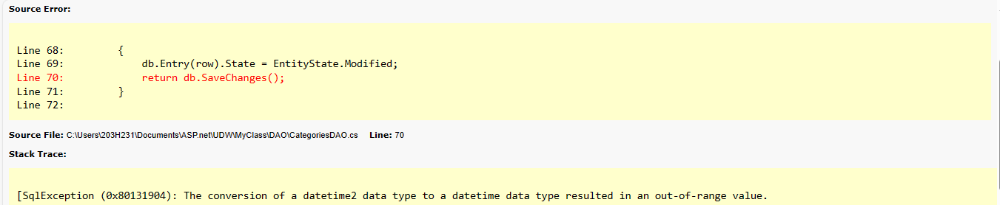 Source Error:
Line 68:         {
Line 69:             db.Entry(row).State = EntityState.Modified;
Line 70:             return db.SaveChanges();
Line 71:         }
Line 72:
Source File: C:\Users\203H231\Documents\ASP.net\UDW\MyClass\DAO\CategoriesDAO.cs    Line: 70
Stack Trace:
[SqlException (0x80131904): The conversion of a datetime2 data type to a datetime data type resulted in an out-of-range value.